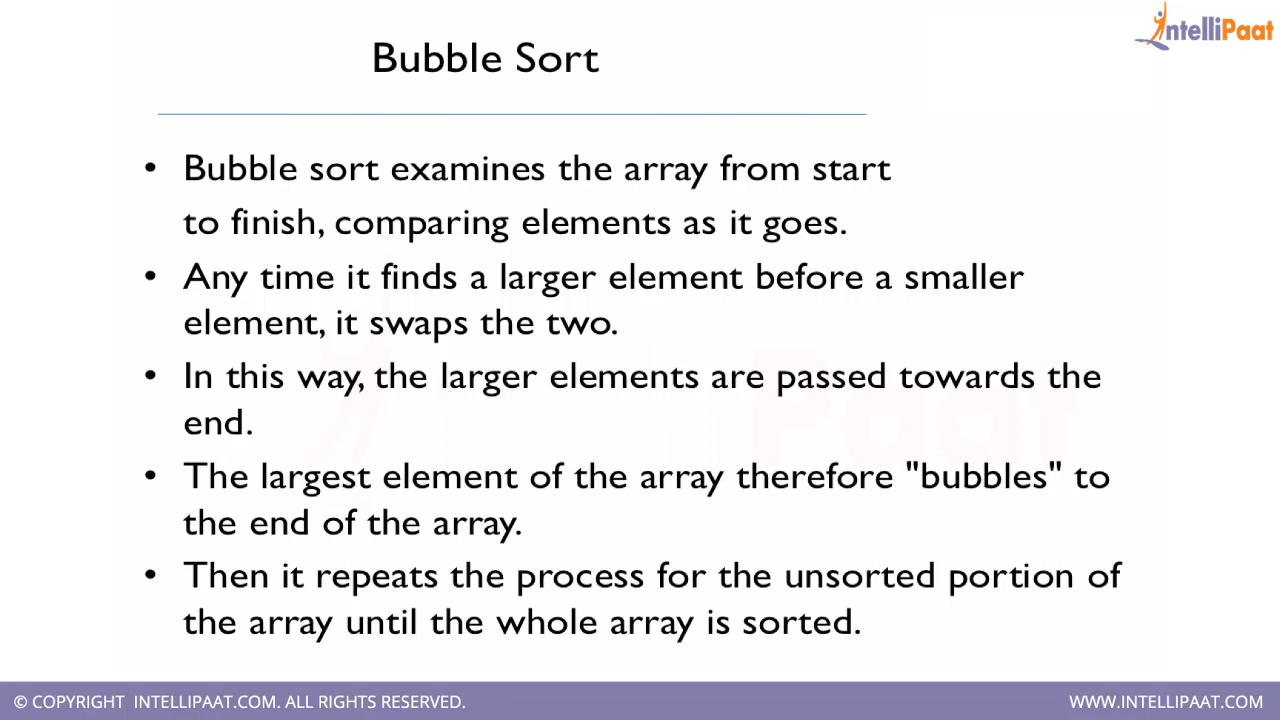 IntelliPaat
Bubble Sort
• Bubble sort examines the array from start
to finish, comparing elements as it goes.
• Any time it finds a larger element before a smaller
element, it swaps the two.
• In this way, the larger elements are passed towards the
end.
• The largest element of the array therefore "bubbles" to
the end of the array.
• Then it repeats the process for the unsorted portion of
the array until the whole array is sorted.
© COPYRIGHT INTELLIPAAT.COM. ALL RIGHTS RESERVED.
WWW.INTELLIPAAT.COM